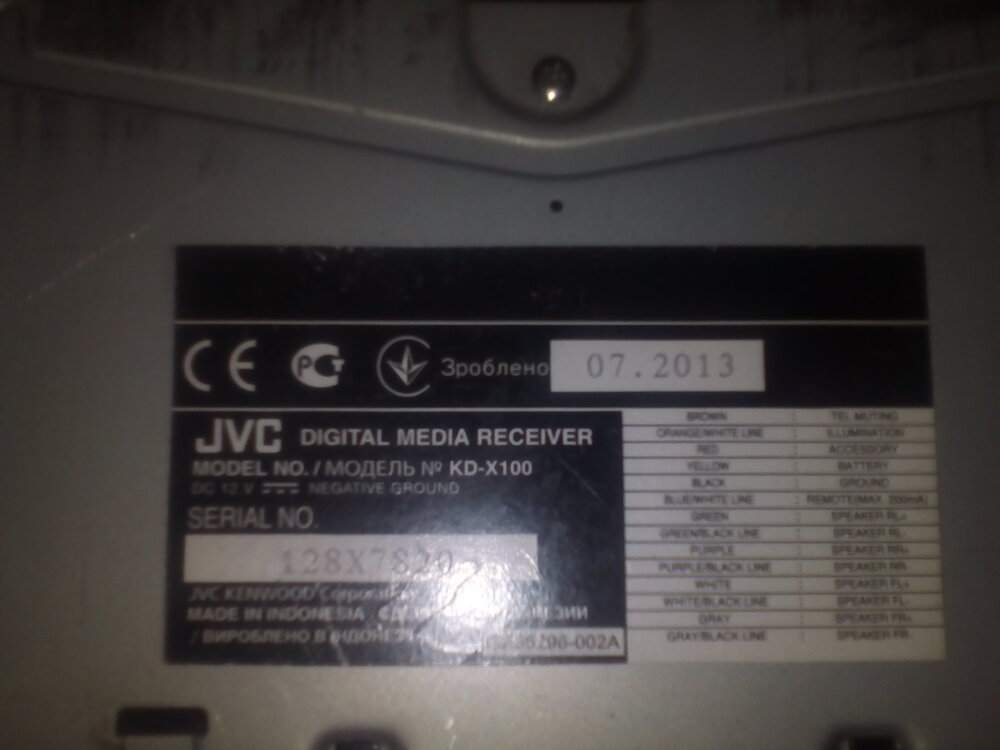 CE PCT Зроблено 07.2013
JVC DIGITAL MEDIA RECEIVER
MODEL NO. / МОДЕЛЬ № KD-X100
DC 12 V NEGATIVE GROUND
SERIAL NO.
128X7820
JVC KENWOOD
MADE IN INDONESIA
/ ВИРОБЛЕНО В
BROWN : TEL MUTING
ORANGE/WHITE LINE : ILLUMINATION
RED : ACCESSORY
YELLOW : BATTERY
BLACK : GROUND
BLUE/WHITE LINE : REMOTE(MAX. 200mA)
GREEN : SPEAKER RL+
GREEN/BLACK LINE : SPEAKER RL-
PURPLE : SPEAKER RR+
PURPLE/BLACK LINE : SPEAKER RR-
WHITE : SPEAKER FL+
WHITE/BLACK LINE : SPEAKER FL-
GRAY : SPEAKER FR+
GRAY/BLACK LINE : SPEAKER FR-